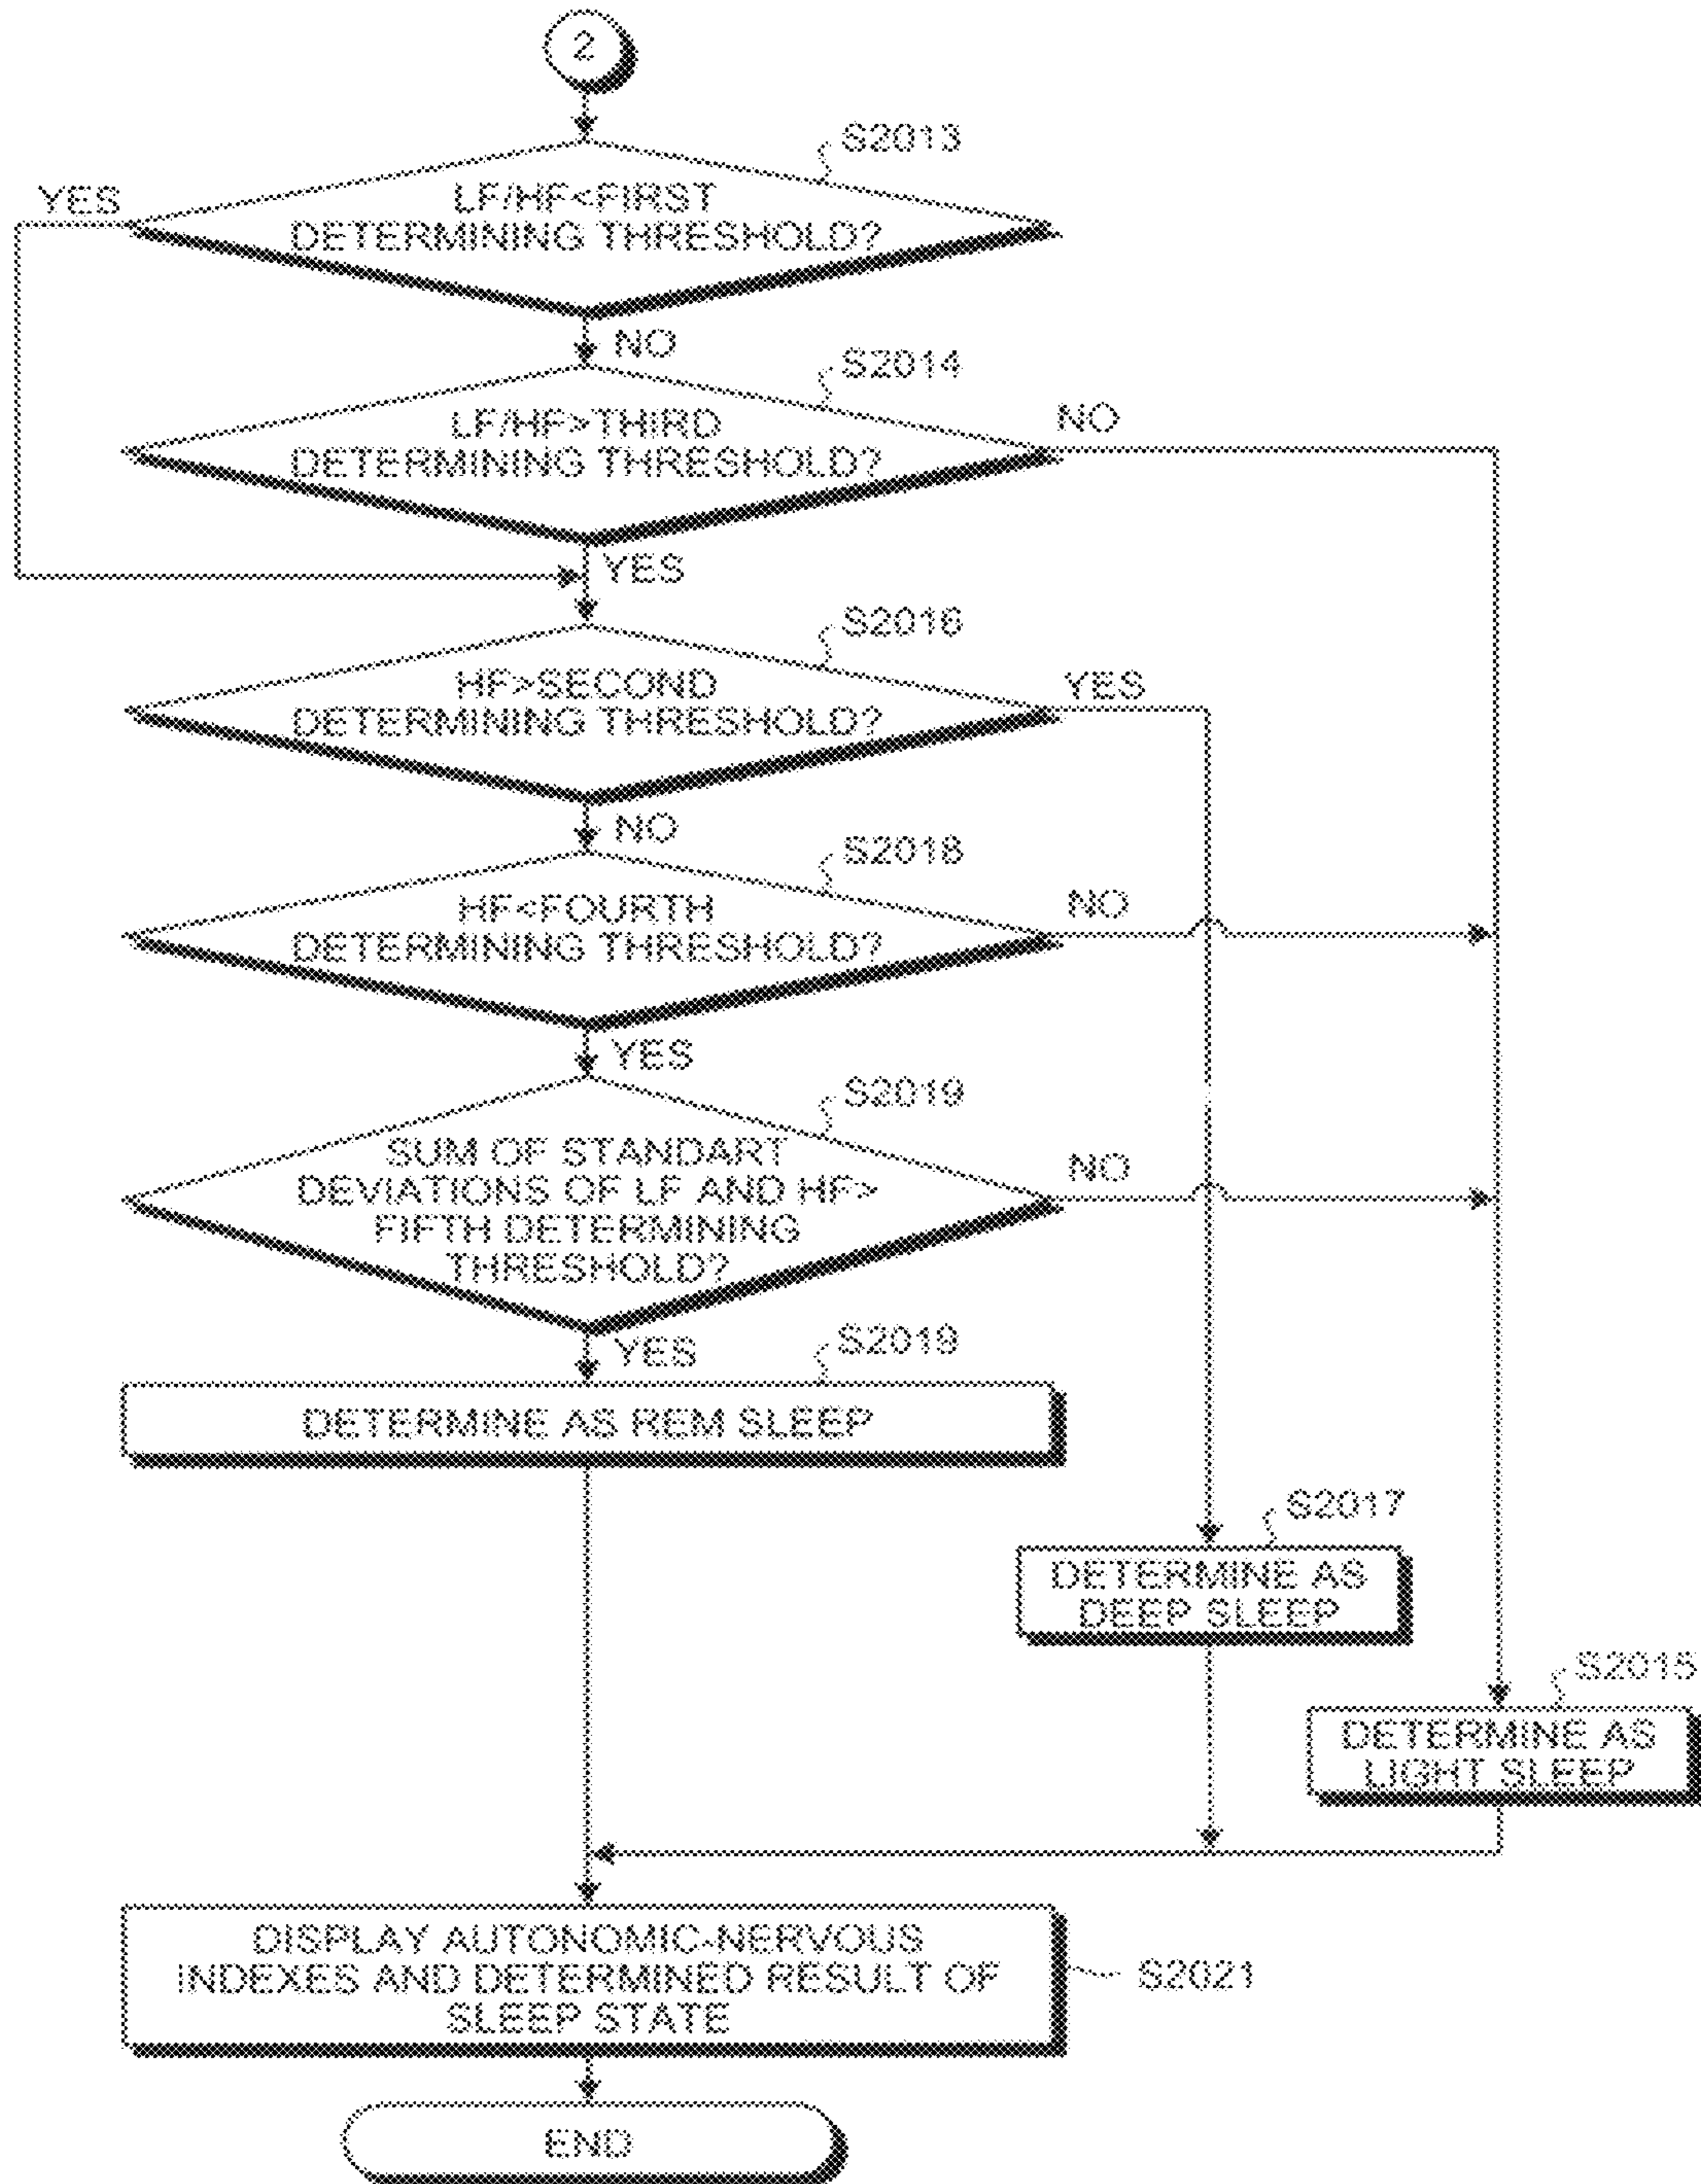 2
S2013
YES
LF/HF<FIRST
DETERMINING THRESHOLD?
NO
S2014
LF/HF>THIRD
DETERMINING THRESHOLD?
NO
YES
S2016
HF>SECOND
DETERMINING THRESHOLD?
YES
NO
S2018
HF<FOURTH
DETERMINING THRESHOLD?
NO
YES
S2019
SUM OF STANDART
DEVIATIONS OF LF AND HF>
FIFTH DETERMINING
THRESHOLD?
NO
YES
S2019
DETERMINE AS REM SLEEP
S2017
DETERMINE AS
DEEP SLEEP
S2015
DETERMINE AS
LIGHT SLEEP
DISPLAY AUTONOMIC-NERVOUS
INDEXES AND DETERMINED RESULT OF
SLEEP STATE
S2021
END